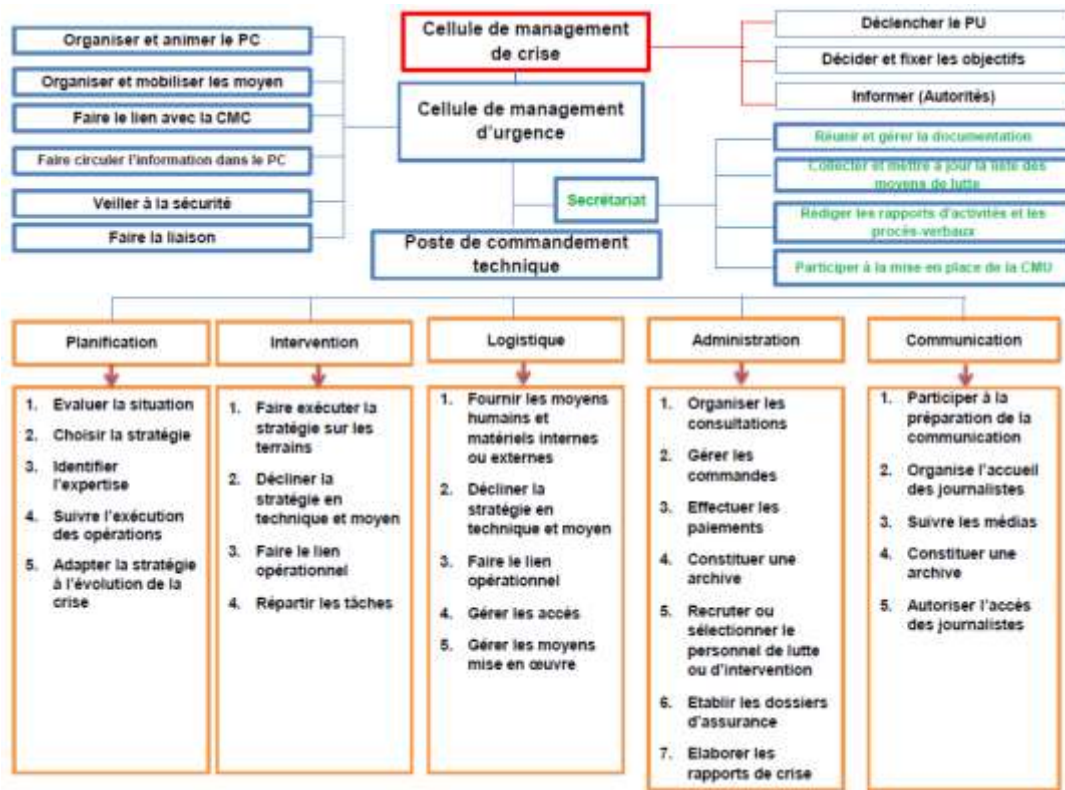 Cellule de management
de crise
Déclencher le PU
Décider et fixer les objectifs
Informer (Autorités)
Organiser et animer le PC
Organiser et mobiliser les moyen
Faire le lien avec la CMC
Faire circuler l'information dans le PC
Veiller à la sécurité
Faire la liaison
Cellule de management
d'urgence
Secrétariat
Réunir et gérer la documentation
Collecter et mettre à jour la liste des
moyens de lutte
Rédiger les rapports d'activités et les
procès-verbaux
Participer à la mise en place de la CMU
Poste de commandement
technique
Planification
1. Evaluer la situation
2. Choisir la stratégie
3. Identifier
l'expertise
4. Suivre l'exécution
des opérations
5. Adapter la stratégie
à l'évolution de la
crise
Intervention
1. Faire exécuter la
stratégie sur les
terrains
2. Décliner la
stratégie en
technique et moyen
3. Faire le lien
opérationnel
4. Répartir les tâches
Logistique
1. Fournir les moyens
humains et
matériels internes
ou externes
2. Décliner la
stratégie en
technique et moyen
3. Faire le lien
opérationnel
4. Gérer les accès
5. Gérer les moyens
mise en œuvre
Administration
1. Organiser les
consultations
2. Gérer les
commandes
3. Effectuer les
paiements
4. Constituer une
archive
5. Recruter ou
sélectionner le
personnel de lutte
ou d'intervention
6. Etablir les dossiers
d'assurance
7. Elaborer les
rapports de crise
Communication
1. Participer à la
préparation de la
communication
2. Organise l'accueil
des journalistes
3. Suivre les médias
4. Constituer une
archive
5. Autoriser l'accès
des journalistes